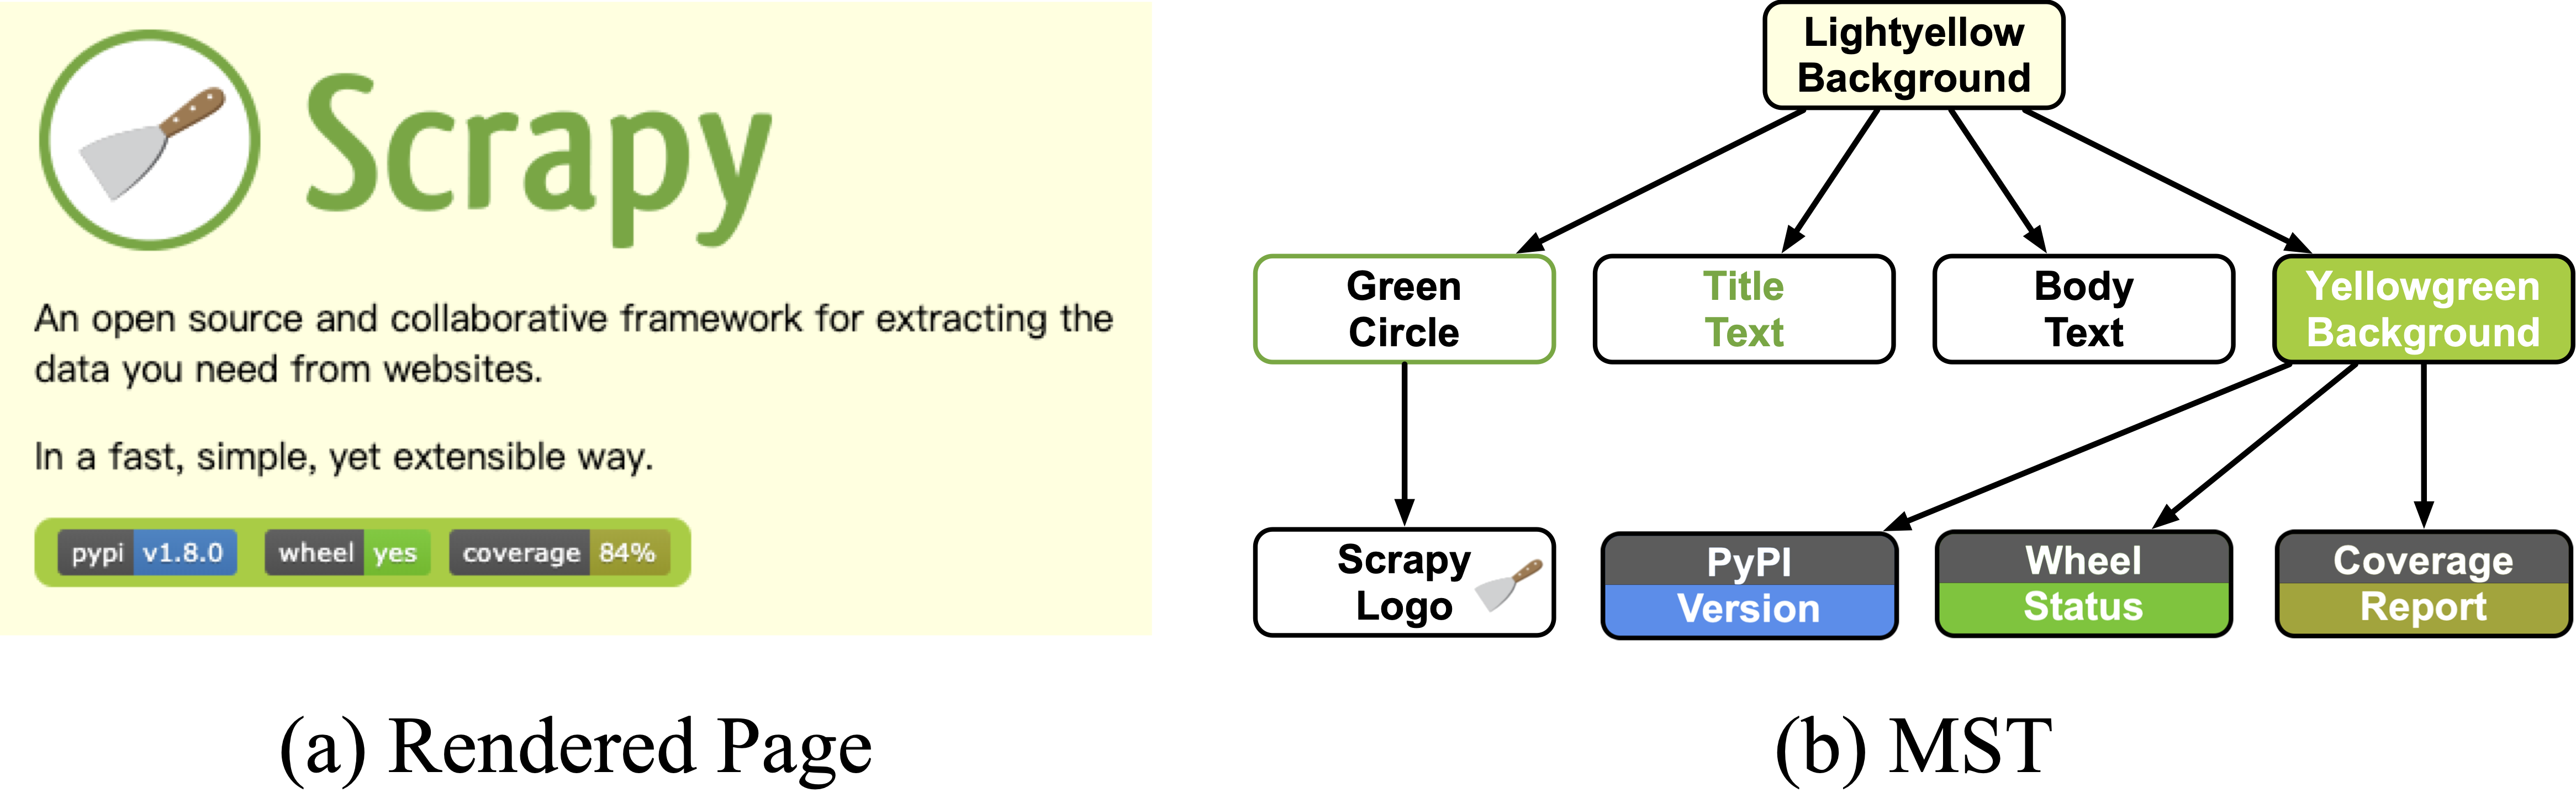 Scrapy
An open source and collaborative framework for extracting the
data you need from websites.
In a fast, simple, yet extensible way.
pypi v1.8.0 wheel yes coverage 84%
(a) Rendered Page
Lightyellow
Background
Green
Circle
Title
Text
Body
Text
Yellowgreen
Background
Scrapy
Logo
PyPI
Version
Wheel
Status
Coverage
Report
(b) MST